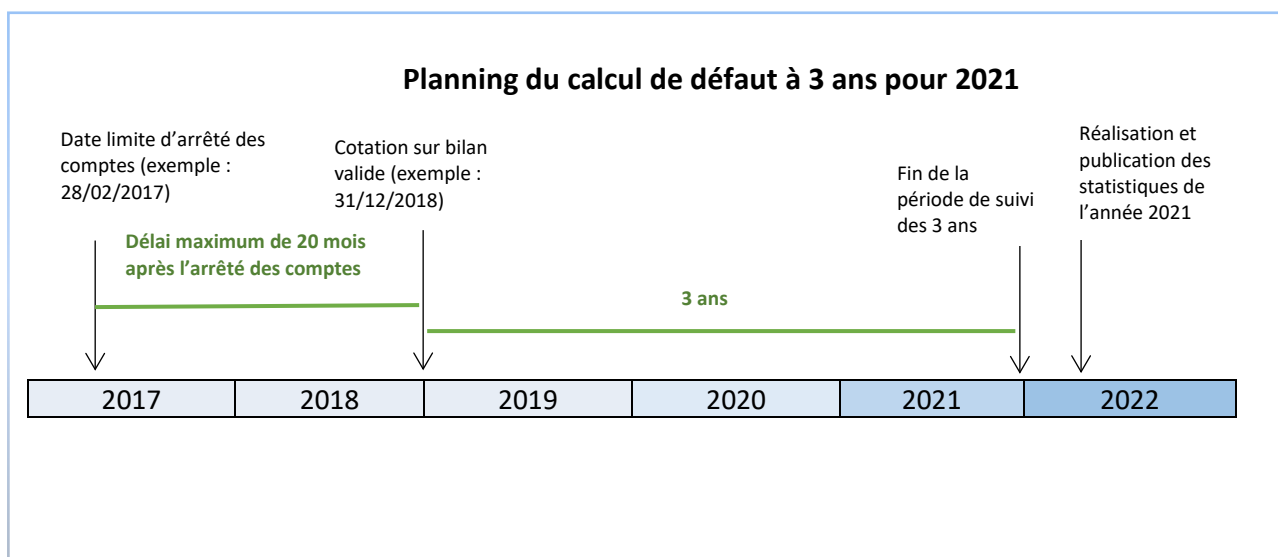 Planning du calcul de défaut à 3 ans pour 2021
Date limite d’arrêté des
comptes (exemple :
28/02/2017)
Cotation sur bilan
valide (exemple :
31/12/2018)
Fin de la
période de suivi
des 3 ans
Réalisation et
publication des
statistiques de
l’année 2021
Délai maximum de 20 mois
après l’arrêté des comptes
3 ans
2017 2018 2019 2020 2021 2022